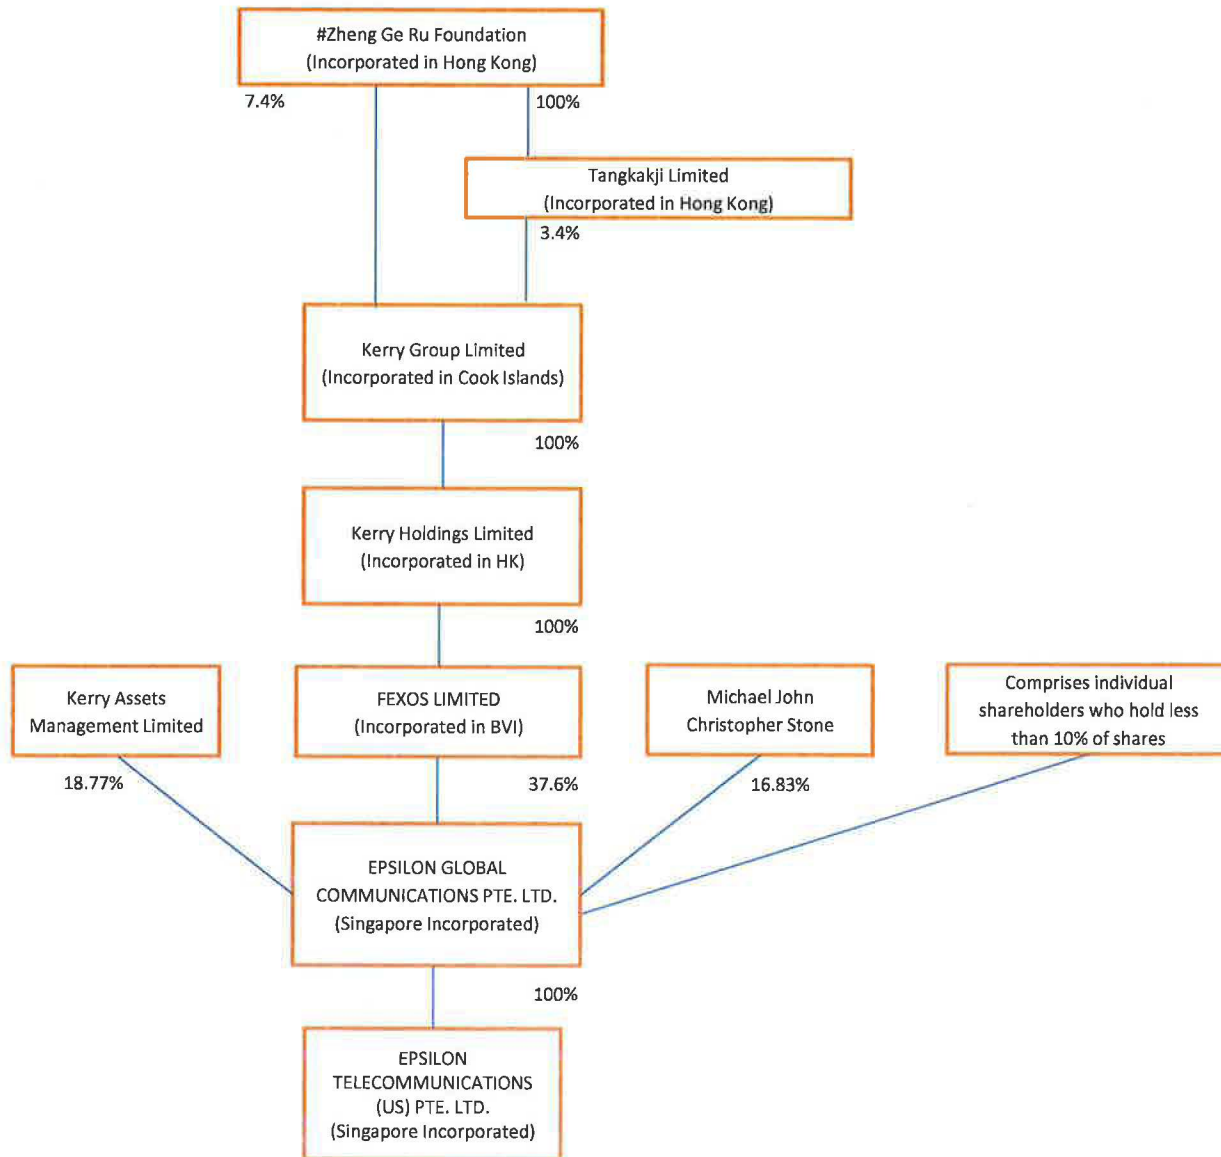 #Zheng Ge Ru Foundation
(Incorporated in Hong Kong)
7.4%
100%
Tangkakji Limited
(Incorporated in Hong Kong)
3.4%
Kerry Group Limited
(Incorporated in Cook Islands)
100%
Kerry Holdings Limited
(Incorporated in HK)
100%
Kerry Assets
Management Limited
FEXOS LIMITED
(Incorporated in BVI)
Michael John
Christopher Stone
Comprises individual
shareholders who hold less
than 10% of shares
18.77%
37.6%
16.83%
EPSILON GLOBAL
COMMUNICATIONS PTE. LTD.
(Singapore Incorporated)
100%
EPSILON
TELECOMMUNICATIONS
(US) PTE. LTD.
(Singapore Incorporated)